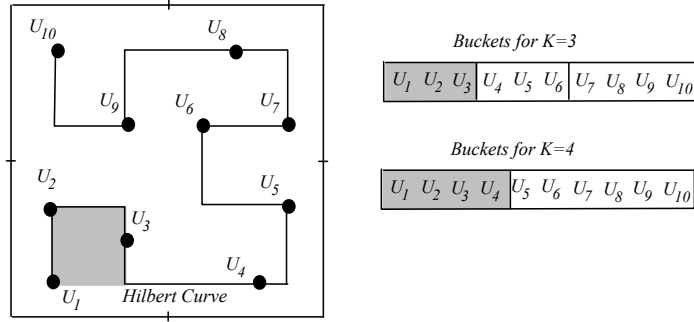 U10
U8
U9
U6
U7
U2
U5
U3
U4
U1
Hilbert Curve
Buckets for K=3
U1 U2 U3 U4 U5 U6 U7 U8 U9 U10
Buckets for K=4
U1 U2 U3 U4 U5 U6 U7 U8 U9 U10